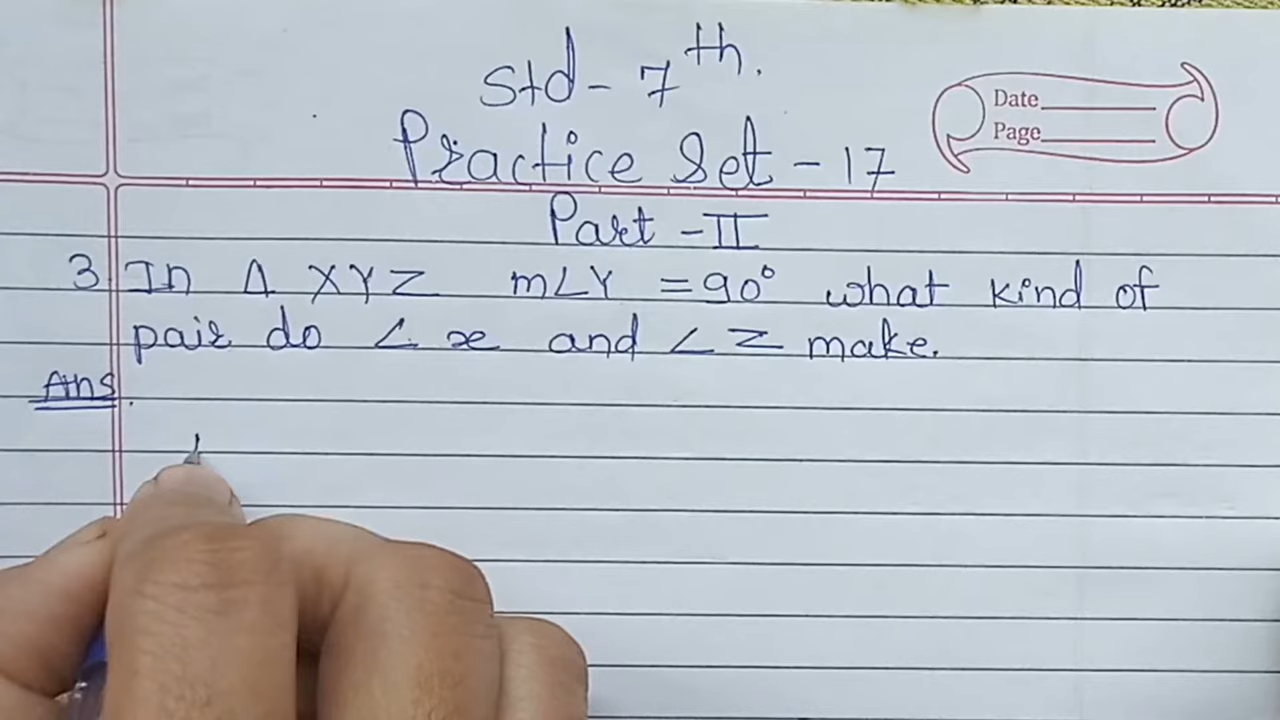 Std - 7th.
Practice Set - 17
Date
Page
Part - II
3 In Δ XYZ m∠Y = 90° what kind of
pair do ∠ x and ∠ Z make.
Ans.